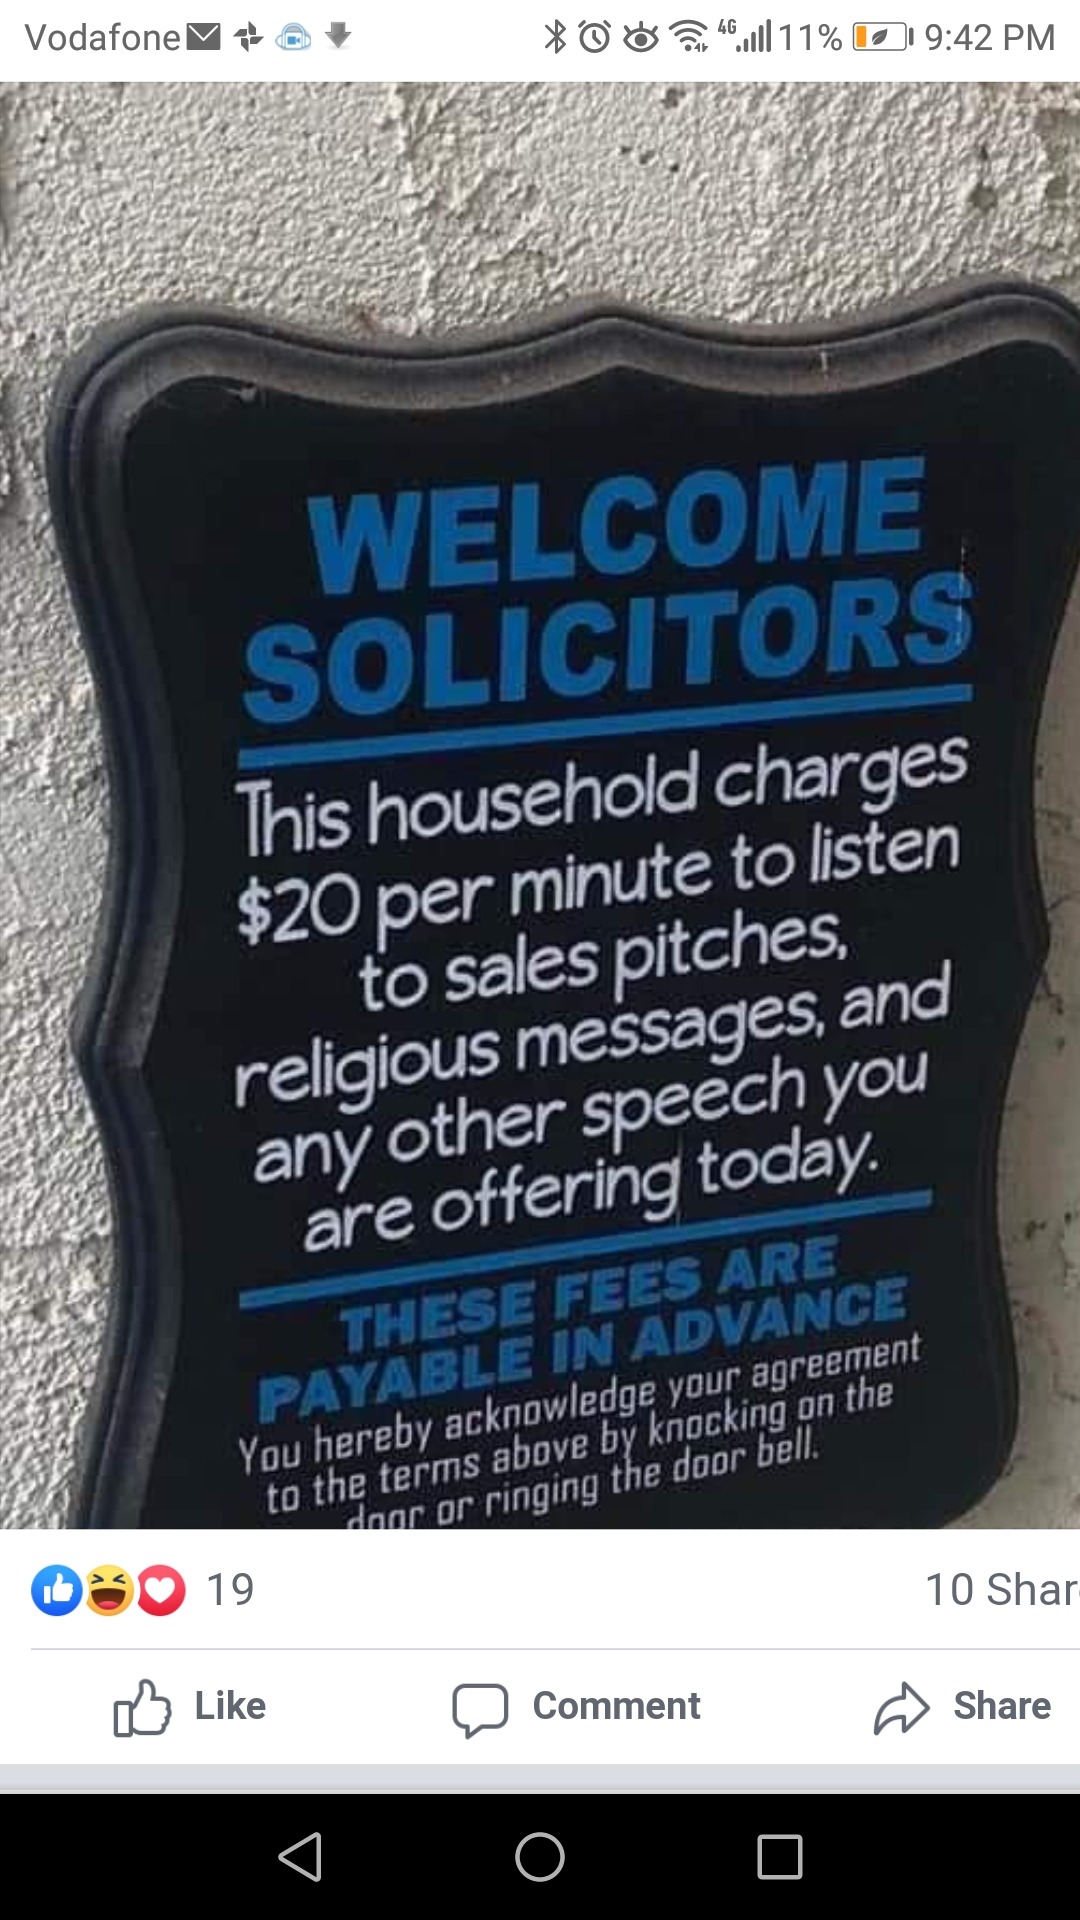 Vodafone 4G 11% 9:42 PM
WELCOME
SOLICITORS
This household charges
$20 per minute to listen
to sales pitches,
religious messages, and
any other speech you
are offering today.
THESE FEES ARE
PAYABLE IN ADVANCE
You hereby acknowledge your agreement
to the terms above by knocking on the
door or ringing the door bell.
19 10 Shar
Like Comment Share